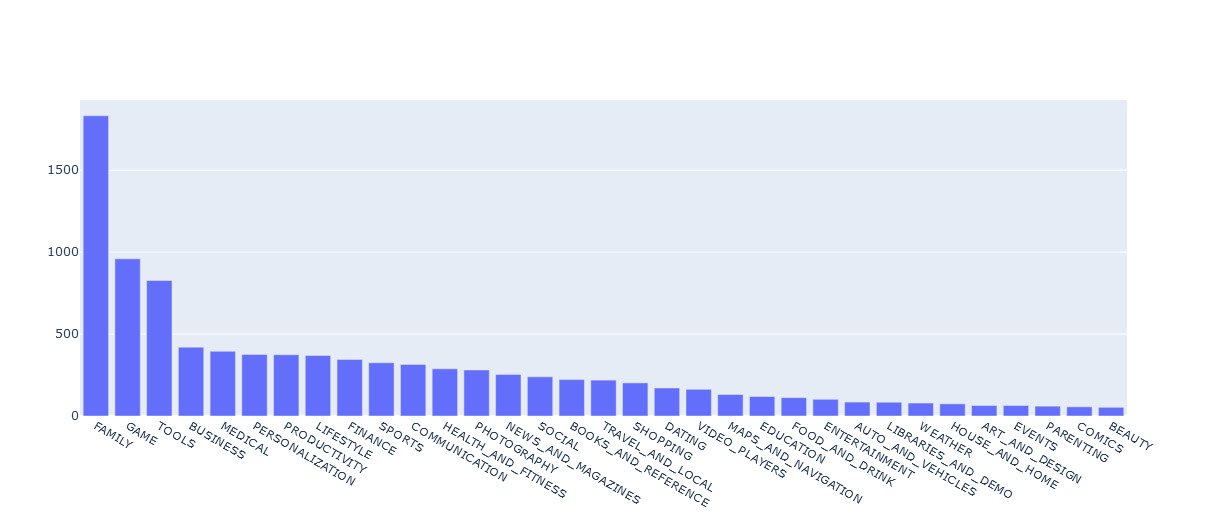 1500
1000
500
0
FAMILY
GAME
TOOLS
BUSINESS
MEDICAL
PERSONALIZATION
PRODUCTIVITY
LIFESTYLE
FINANCE
SPORTS
COMMUNICATION
HEALTH_AND_FITNESS
PHOTOGRAPHY
NEWS_AND_MAGAZINES
SOCIAL
BOOKS_AND_REFERENCE
TRAVEL_AND_LOCAL
SHOPPING
DATING
VIDEO_PLAYERS
MAPS_AND_NAVIGATION
EDUCATION
FOOD_AND_DRINK
ENTERTAINMENT
AUTO_AND_VEHICLES
LIBRARIES_AND_DEMO
WEATHER
HOUSE_AND_HOME
ART_AND_DESIGN
EVENTS
PARENTING
COMICS
BEAUTY